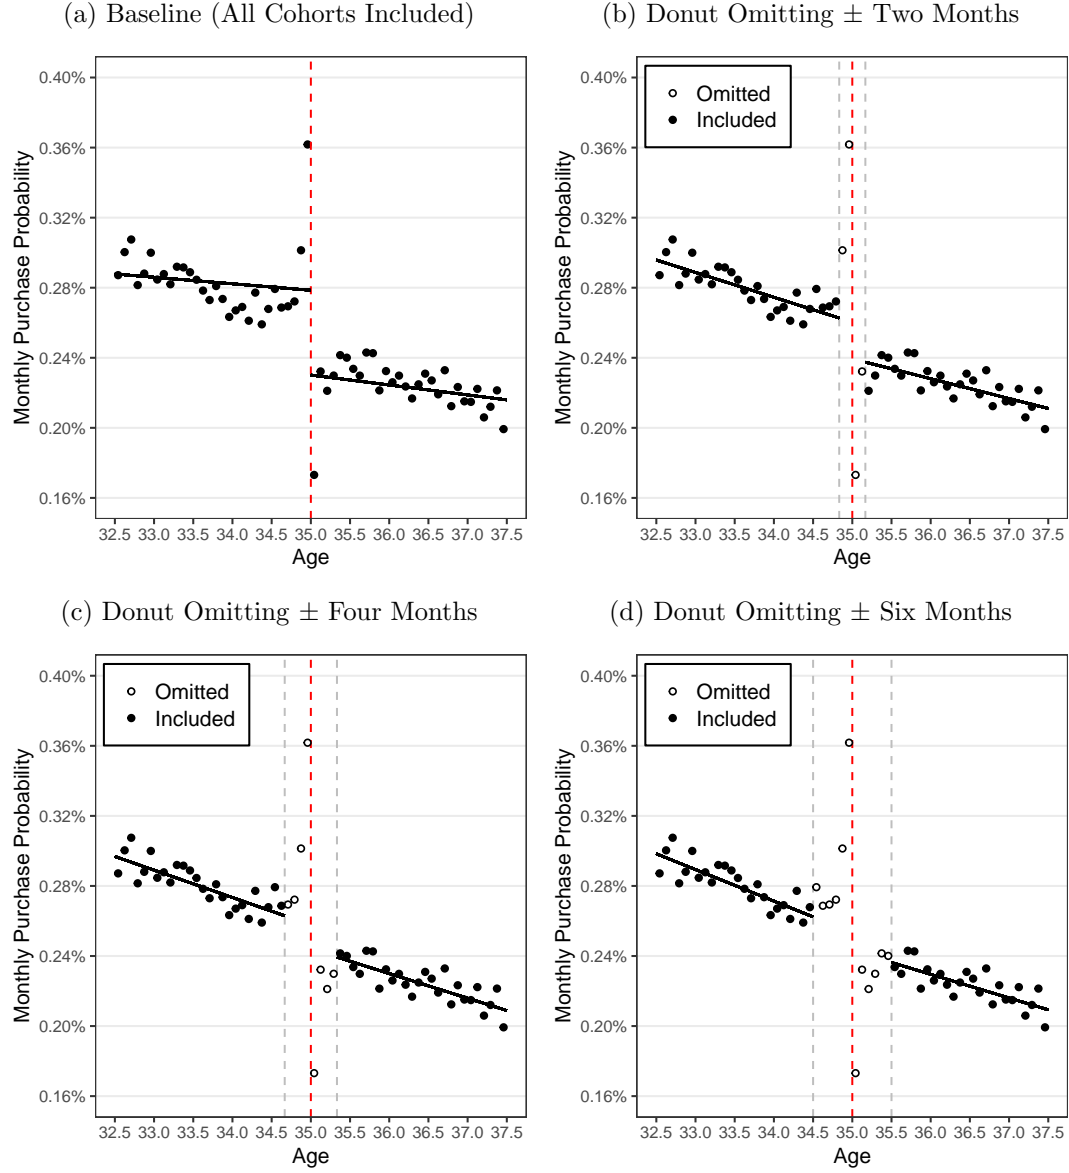 (a) Baseline (All Cohorts Included)
0.40%
0.36%
0.32%
0.28%
0.24%
0.20%
0.16%
Monthly Purchase Probability
32.5 33.0 33.5 34.0 34.5 35.0 35.5 36.0 36.5 37.0 37.5
Age
(b) Donut Omitting ± Two Months
Omitted
Included
0.40%
0.36%
0.32%
0.28%
0.24%
0.20%
0.16%
Monthly Purchase Probability
32.5 33.0 33.5 34.0 34.5 35.0 35.5 36.0 36.5 37.0 37.5
Age
(c) Donut Omitting ± Four Months
Omitted
Included
0.40%
0.36%
0.32%
0.28%
0.24%
0.20%
0.16%
Monthly Purchase Probability
32.5 33.0 33.5 34.0 34.5 35.0 35.5 36.0 36.5 37.0 37.5
Age
(d) Donut Omitting ± Six Months
Omitted
Included
0.40%
0.36%
0.32%
0.28%
0.24%
0.20%
0.16%
Monthly Purchase Probability
32.5 33.0 33.5 34.0 34.5 35.0 35.5 36.0 36.5 37.0 37.5
Age